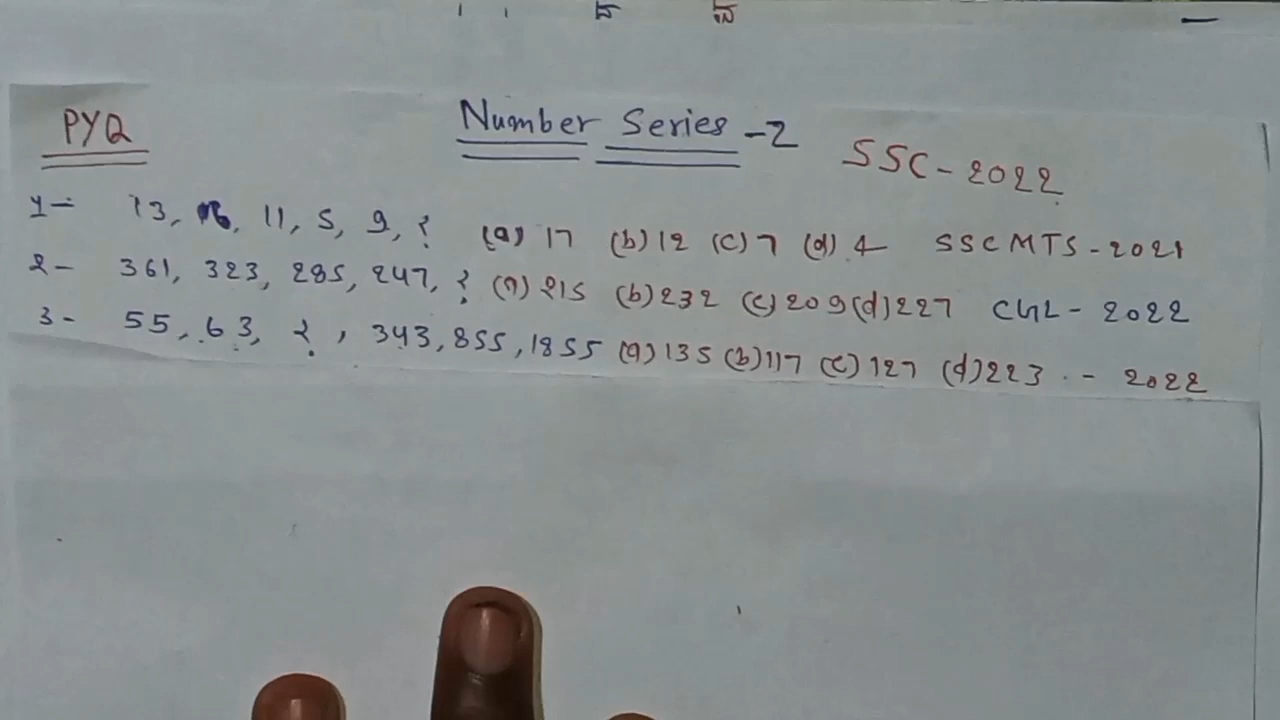 PYQ Number Series -2 SSC - 2022
1- 13, 11, 5, 9, ? (a) 17 (b) 12 (c) 7 (d) 4 SSC MTS - 2021
2- 361, 323, 285, 247, ? (a) 215 (b) 232 (c) 209 (d) 227 CGL - 2022
3- 55, 63, ?, 343, 855, 1855 (a) 135 (b) 117 (c) 127 (d) 223 - 2022